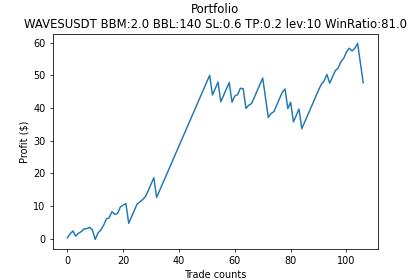 Portfolio
WAVESUSDT BBM:2.0 BBL:140 SL:0.6 TP:0.2 lev:10 WinRatio:81.0
60
50
40
30
20
10
0
Profit ($)
0 20 40 60 80 100
Trade counts